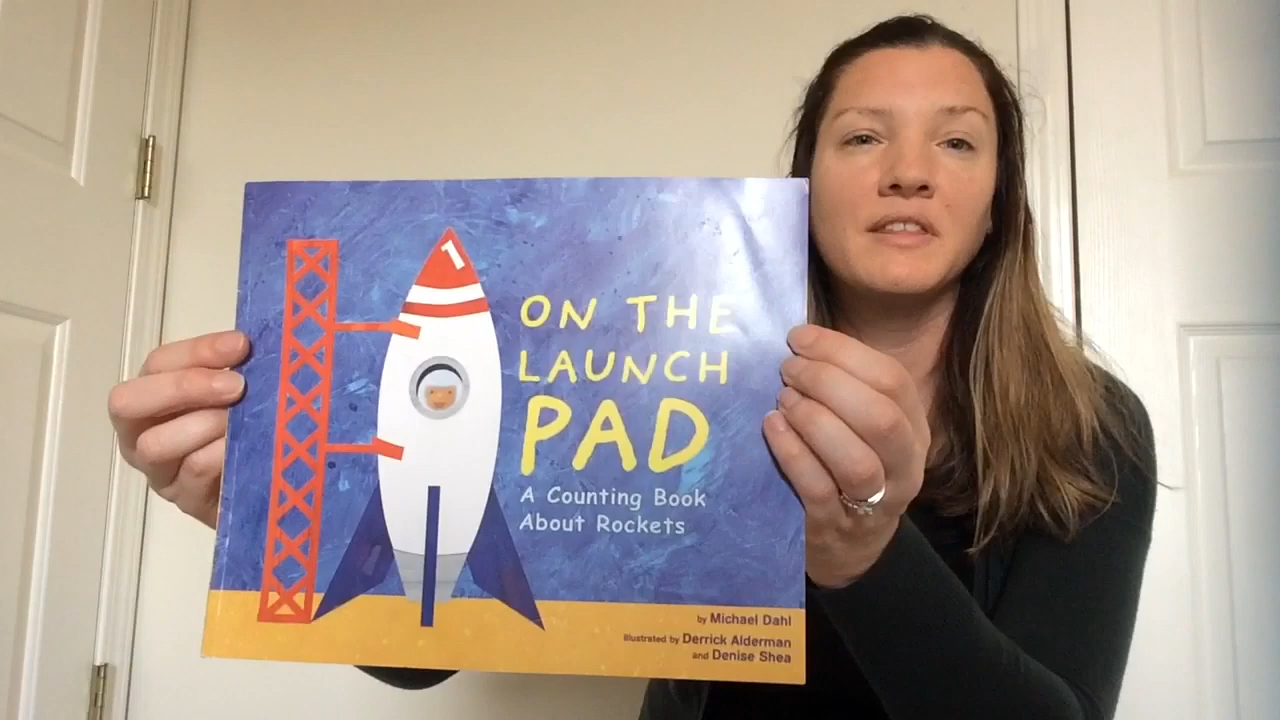 1
ON THE
LAUNCH
PAD
A Counting Book
About Rockets
by Michael Dahl
Illustrated by Derrick Alderman
and Denise Shea